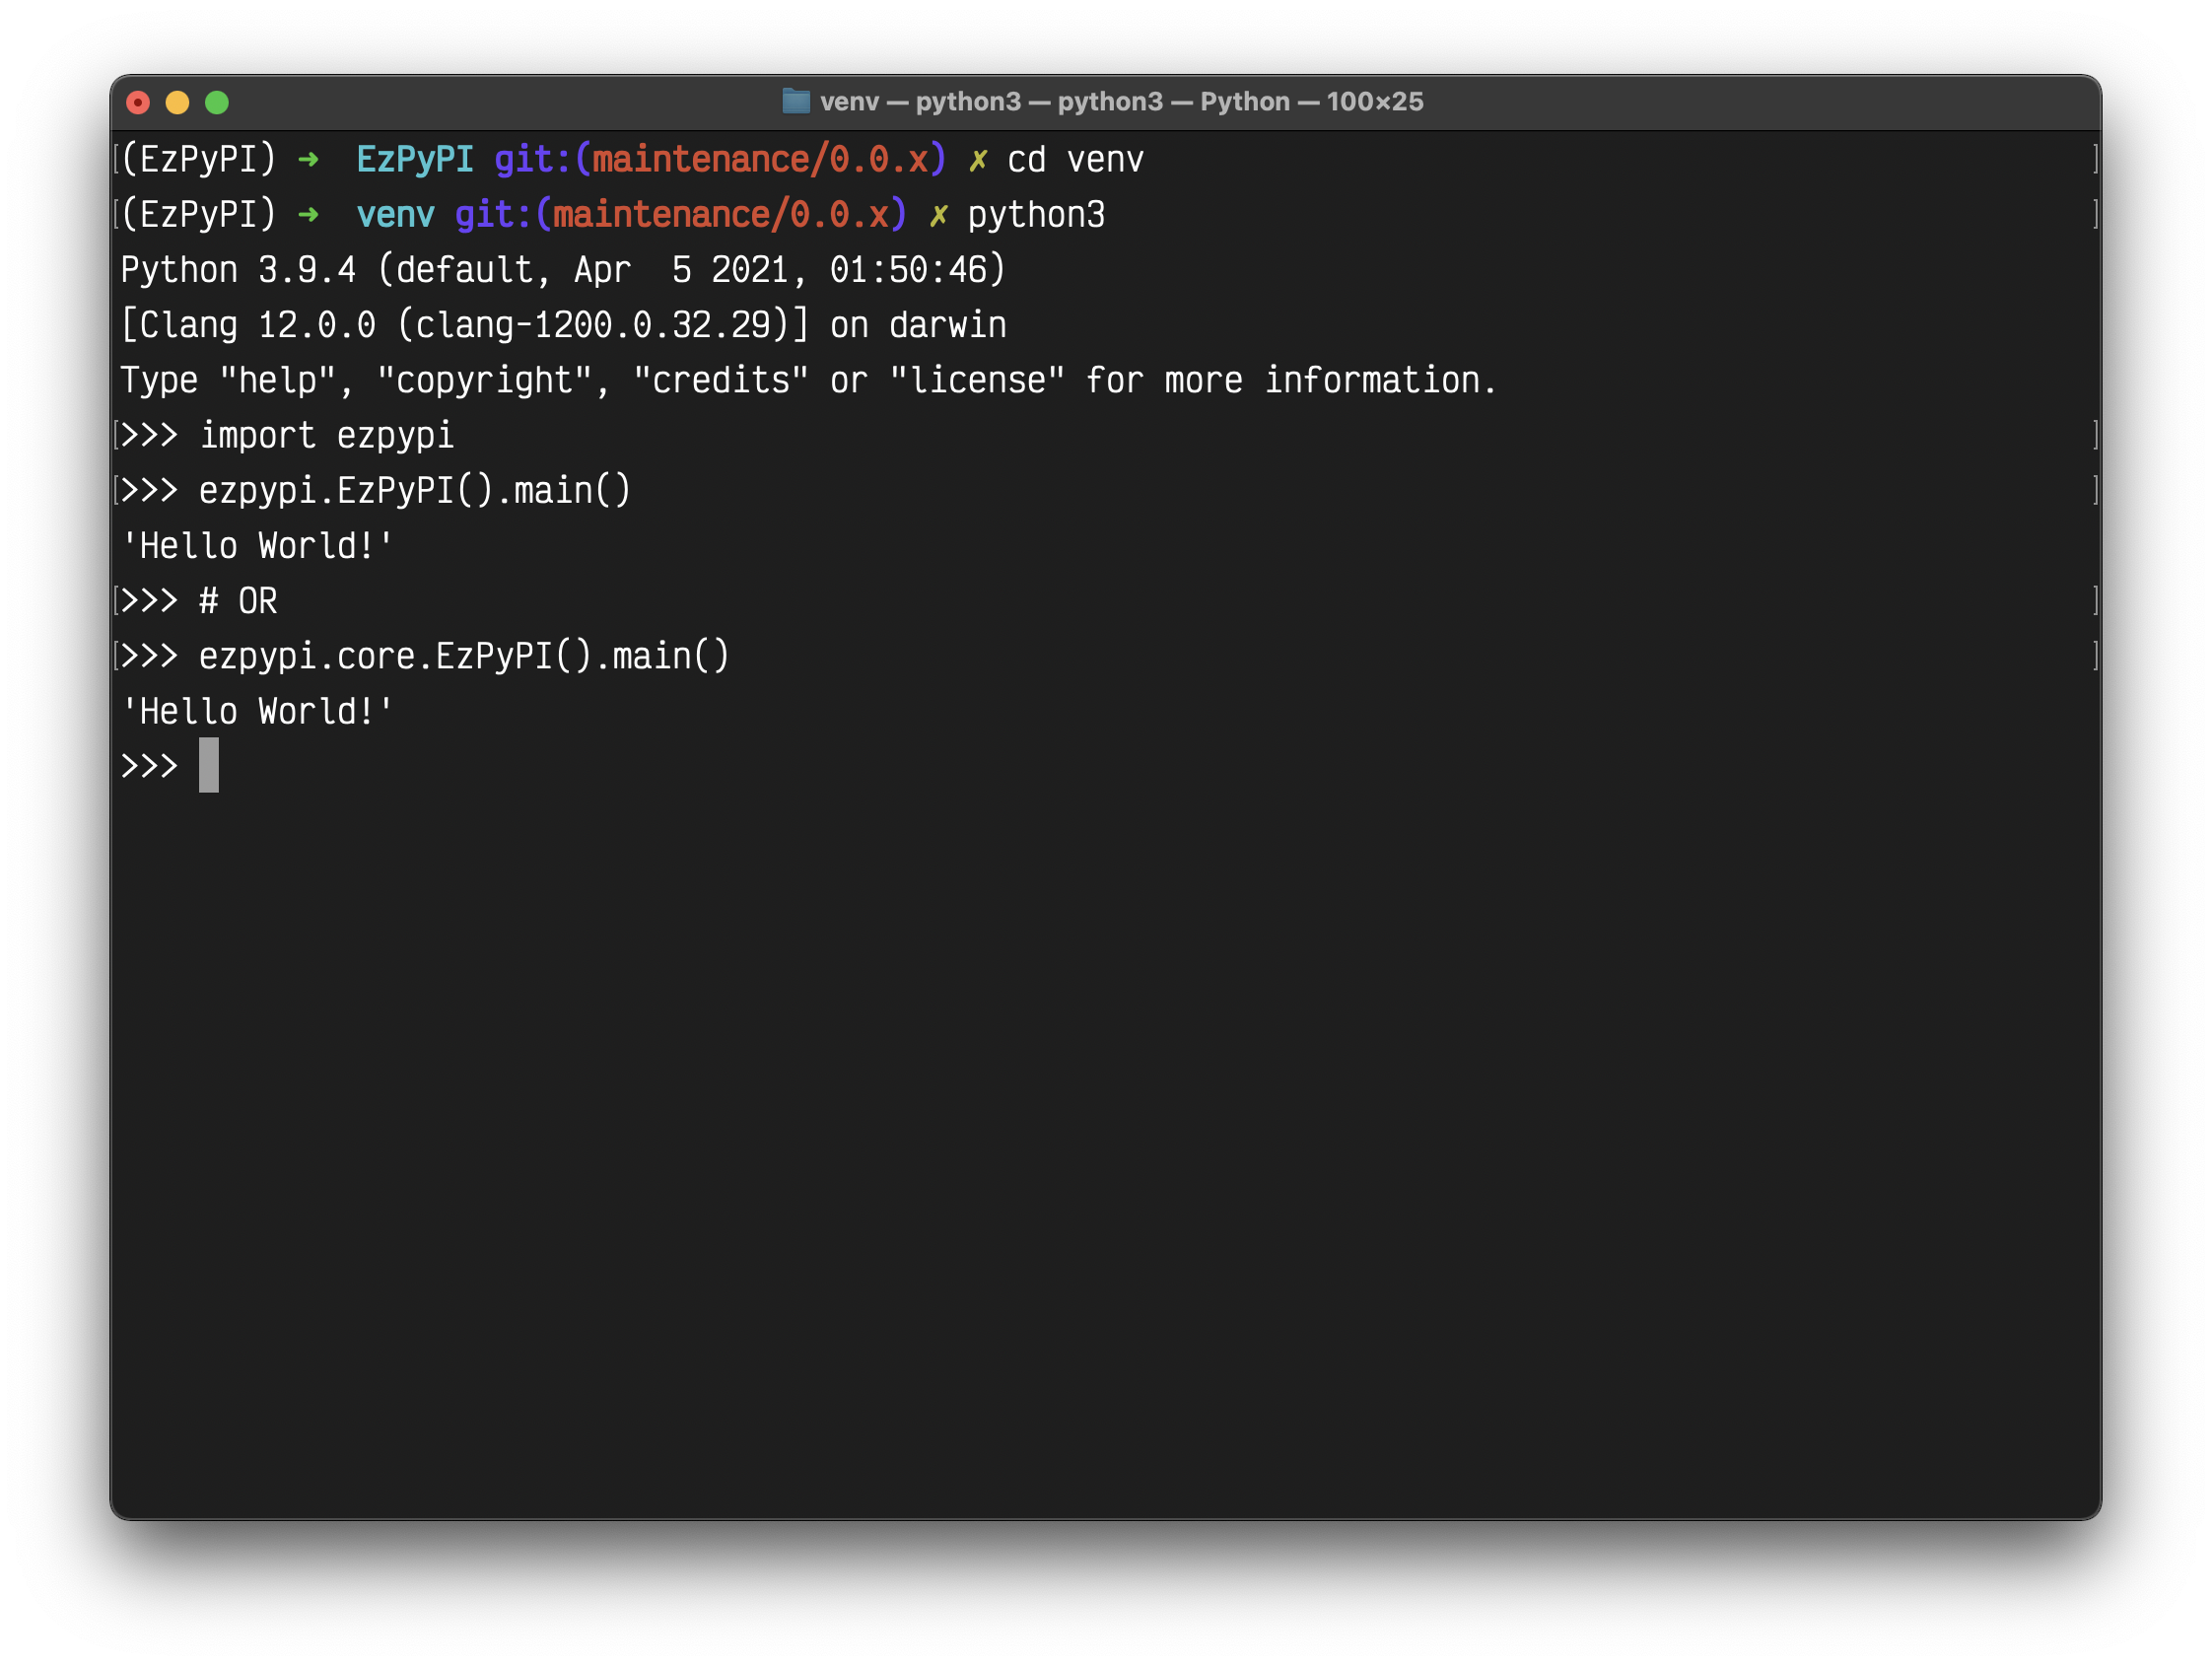 venv — python3 — python3 — Python — 100×25
(EzPyPI) ➜  EzPyPI git:(maintenance/0.0.x) ✗ cd venv
(EzPyPI) ➜  venv git:(maintenance/0.0.x) ✗ python3
Python 3.9.4 (default, Apr  5 2021, 01:50:46)
[Clang 12.0.0 (clang-1200.0.32.29)] on darwin
Type "help", "copyright", "credits" or "license" for more information.
>>> import ezpypi
>>> ezpypi.EzPyPI().main()
'Hello World!'
>>> # OR
>>> ezpypi.core.EzPyPI().main()
'Hello World!'
>>>